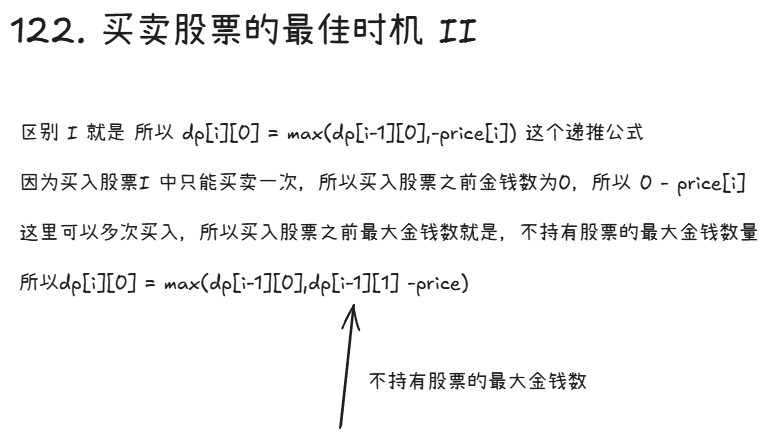 122. 买卖股票的最佳时机 II
区别 I 就是 所以 dp[i][0] = max(dp[i-1][0],-price[i]) 这个递推公式
因为买入股票I 中只能买卖一次，所以买入股票之前金钱数为0，所以 0 - price[i]
这里可以多次买入，所以买入股票之前最大金钱数就是，不持有股票的最大金钱数量
所以dp[i][0] = max(dp[i-1][0],dp[i-1][1] -price)
不持有股票的最大金钱数